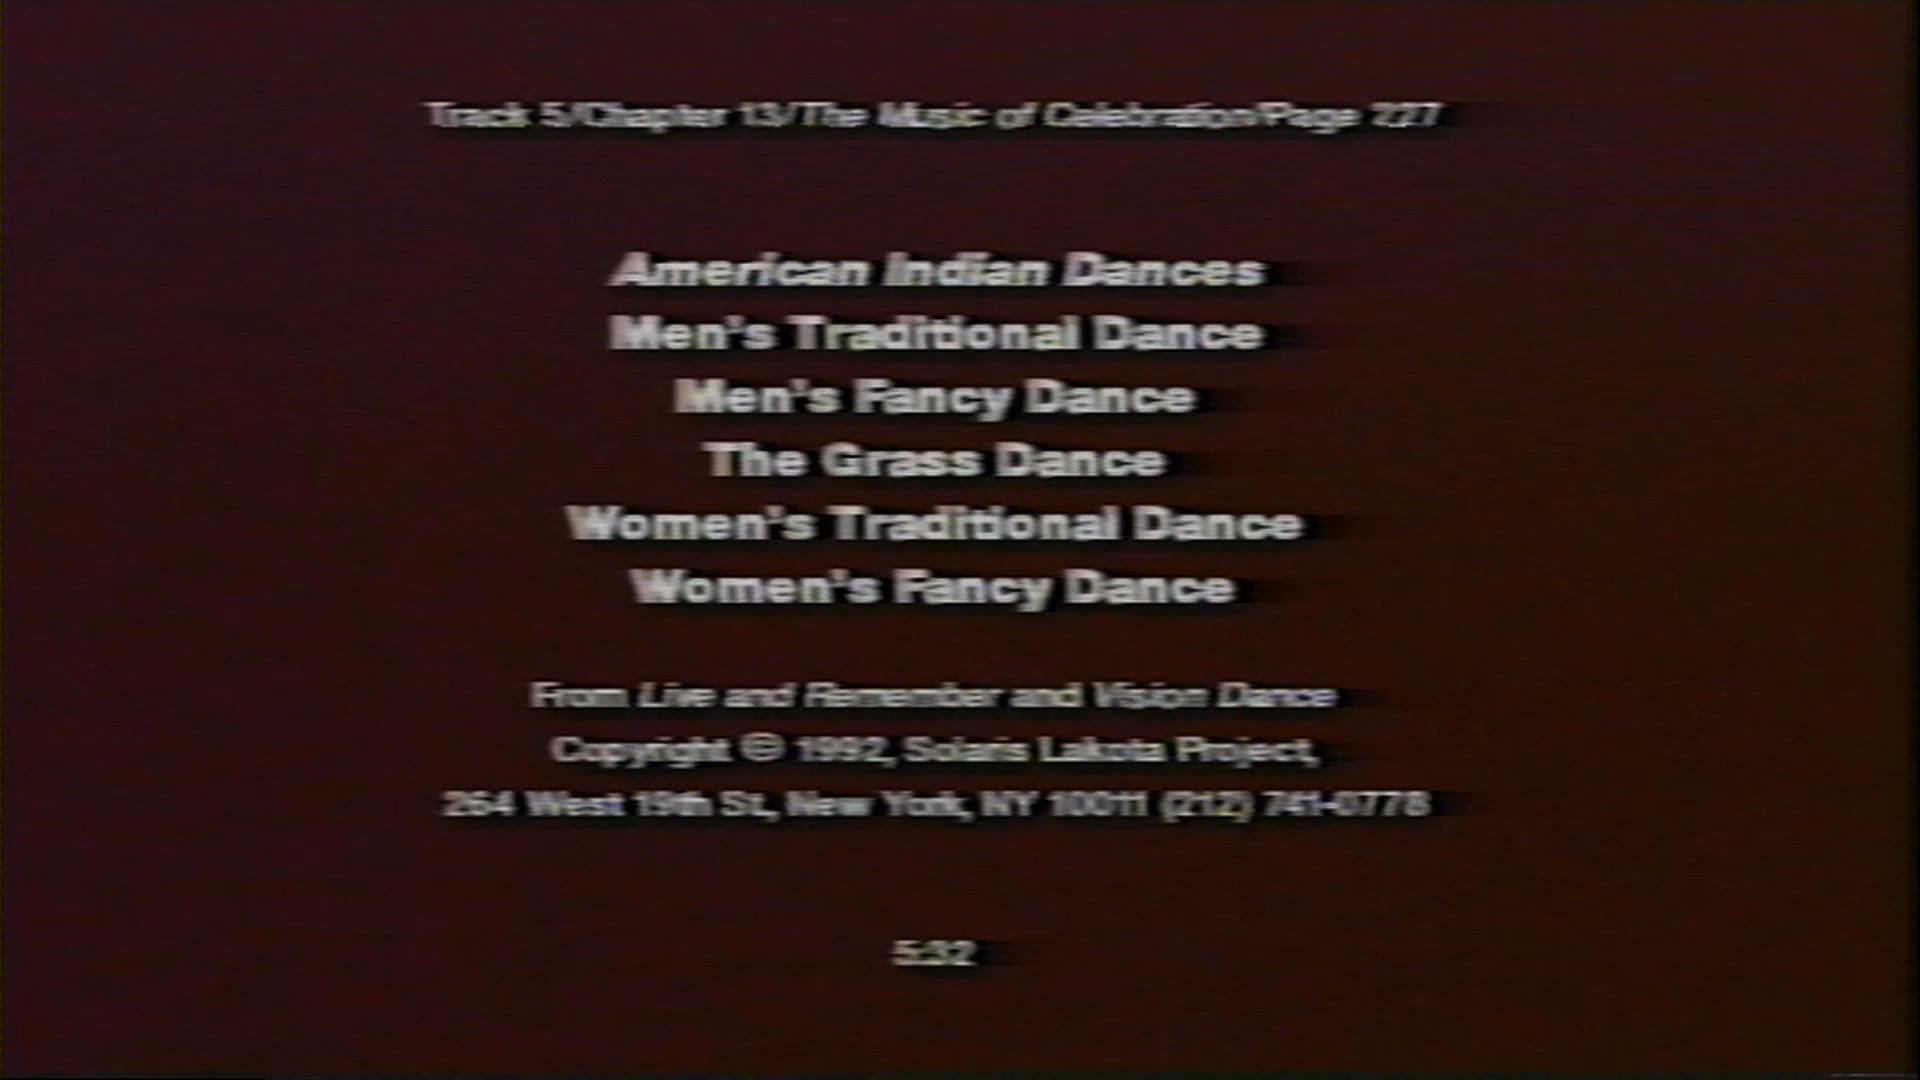 Track 5/Chapter 13/The Music of Celebration/Page 227
American Indian Dances
Men's Traditional Dance
Men's Fancy Dance
The Grass Dance
Women's Traditional Dance
Women's Fancy Dance
From Live and Remember and Vision Dance
Copyright © 1992, Solaris Lakota Project,
264 West 19th St., New York, NY 10011 (212) 741-0778
5:32